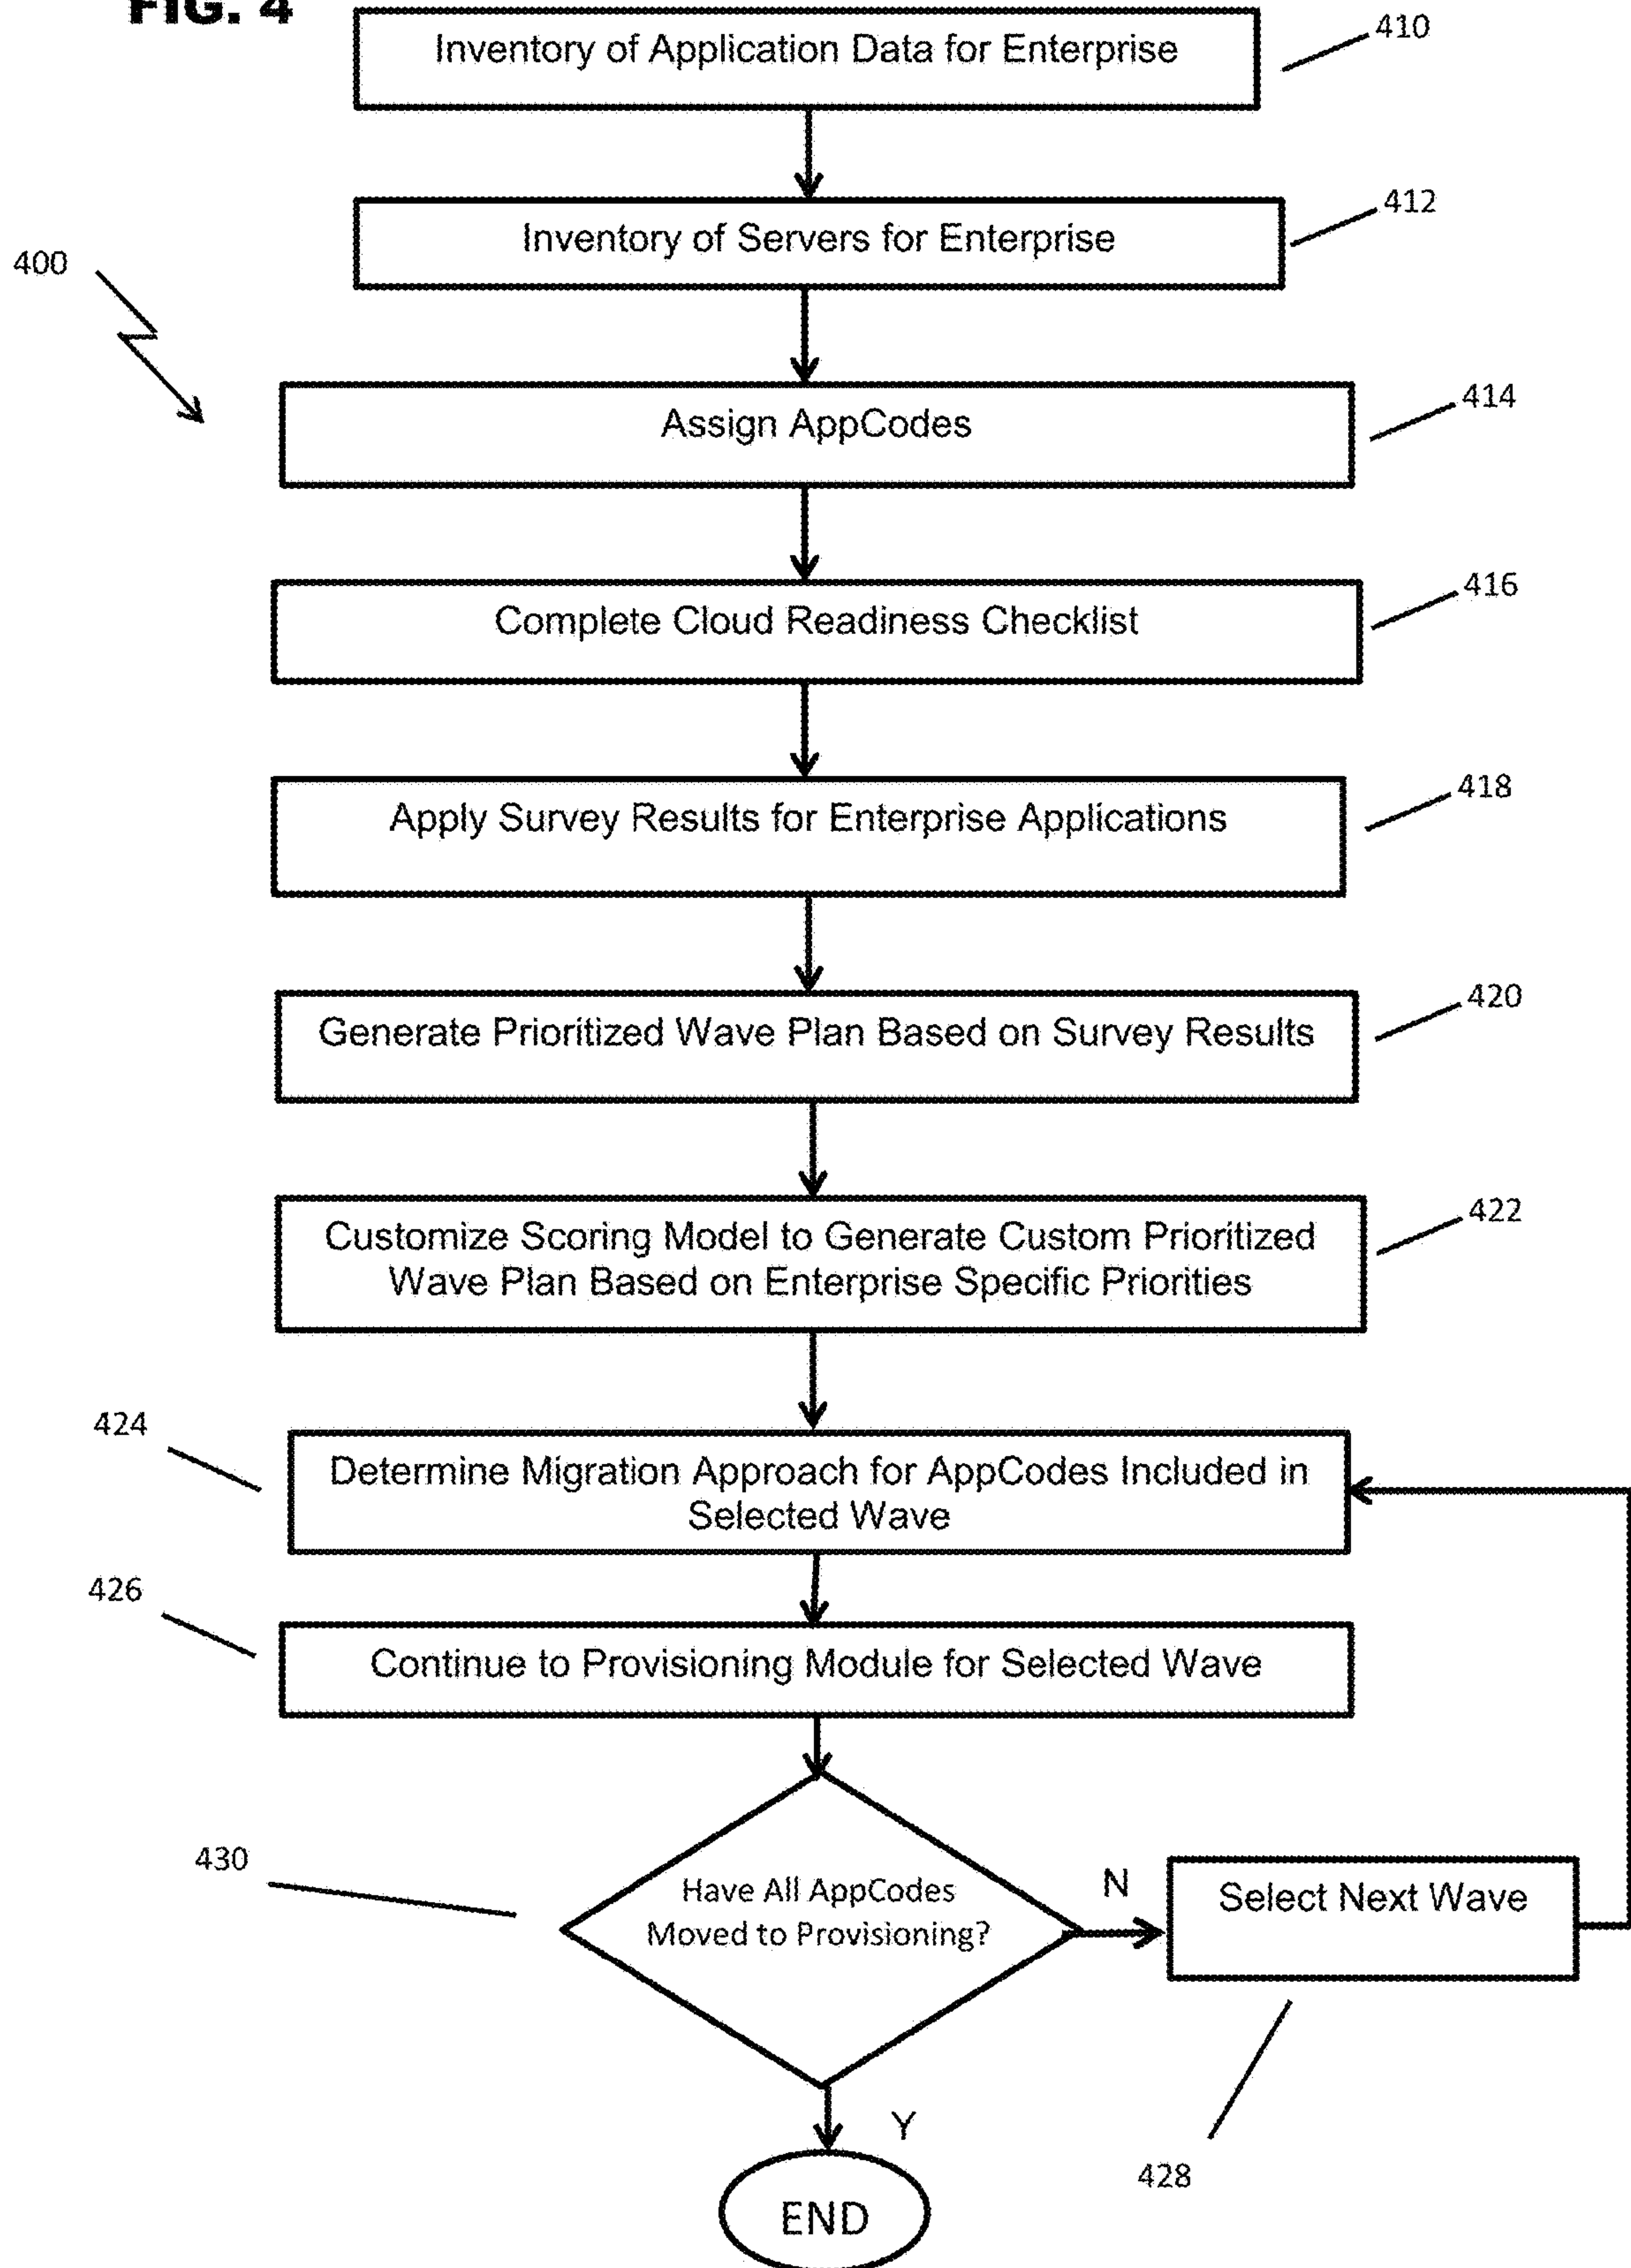 FIG. 4
Inventory of Application Data for Enterprise
410
Inventory of Servers for Enterprise
412
400
Assign AppCodes
414
Complete Cloud Readiness Checklist
416
Apply Survey Results for Enterprise Applications
418
Generate Prioritized Wave Plan Based on Survey Results
420
Customize Scoring Model to Generate Custom Prioritized
Wave Plan Based on Enterprise Specific Priorities
422
424
Determine Migration Approach for AppCodes Included in
Selected Wave
426
Continue to Provisioning Module for Selected Wave
430
Have All AppCodes
Moved to Provisioning?
N
Select Next Wave
Y
428
END